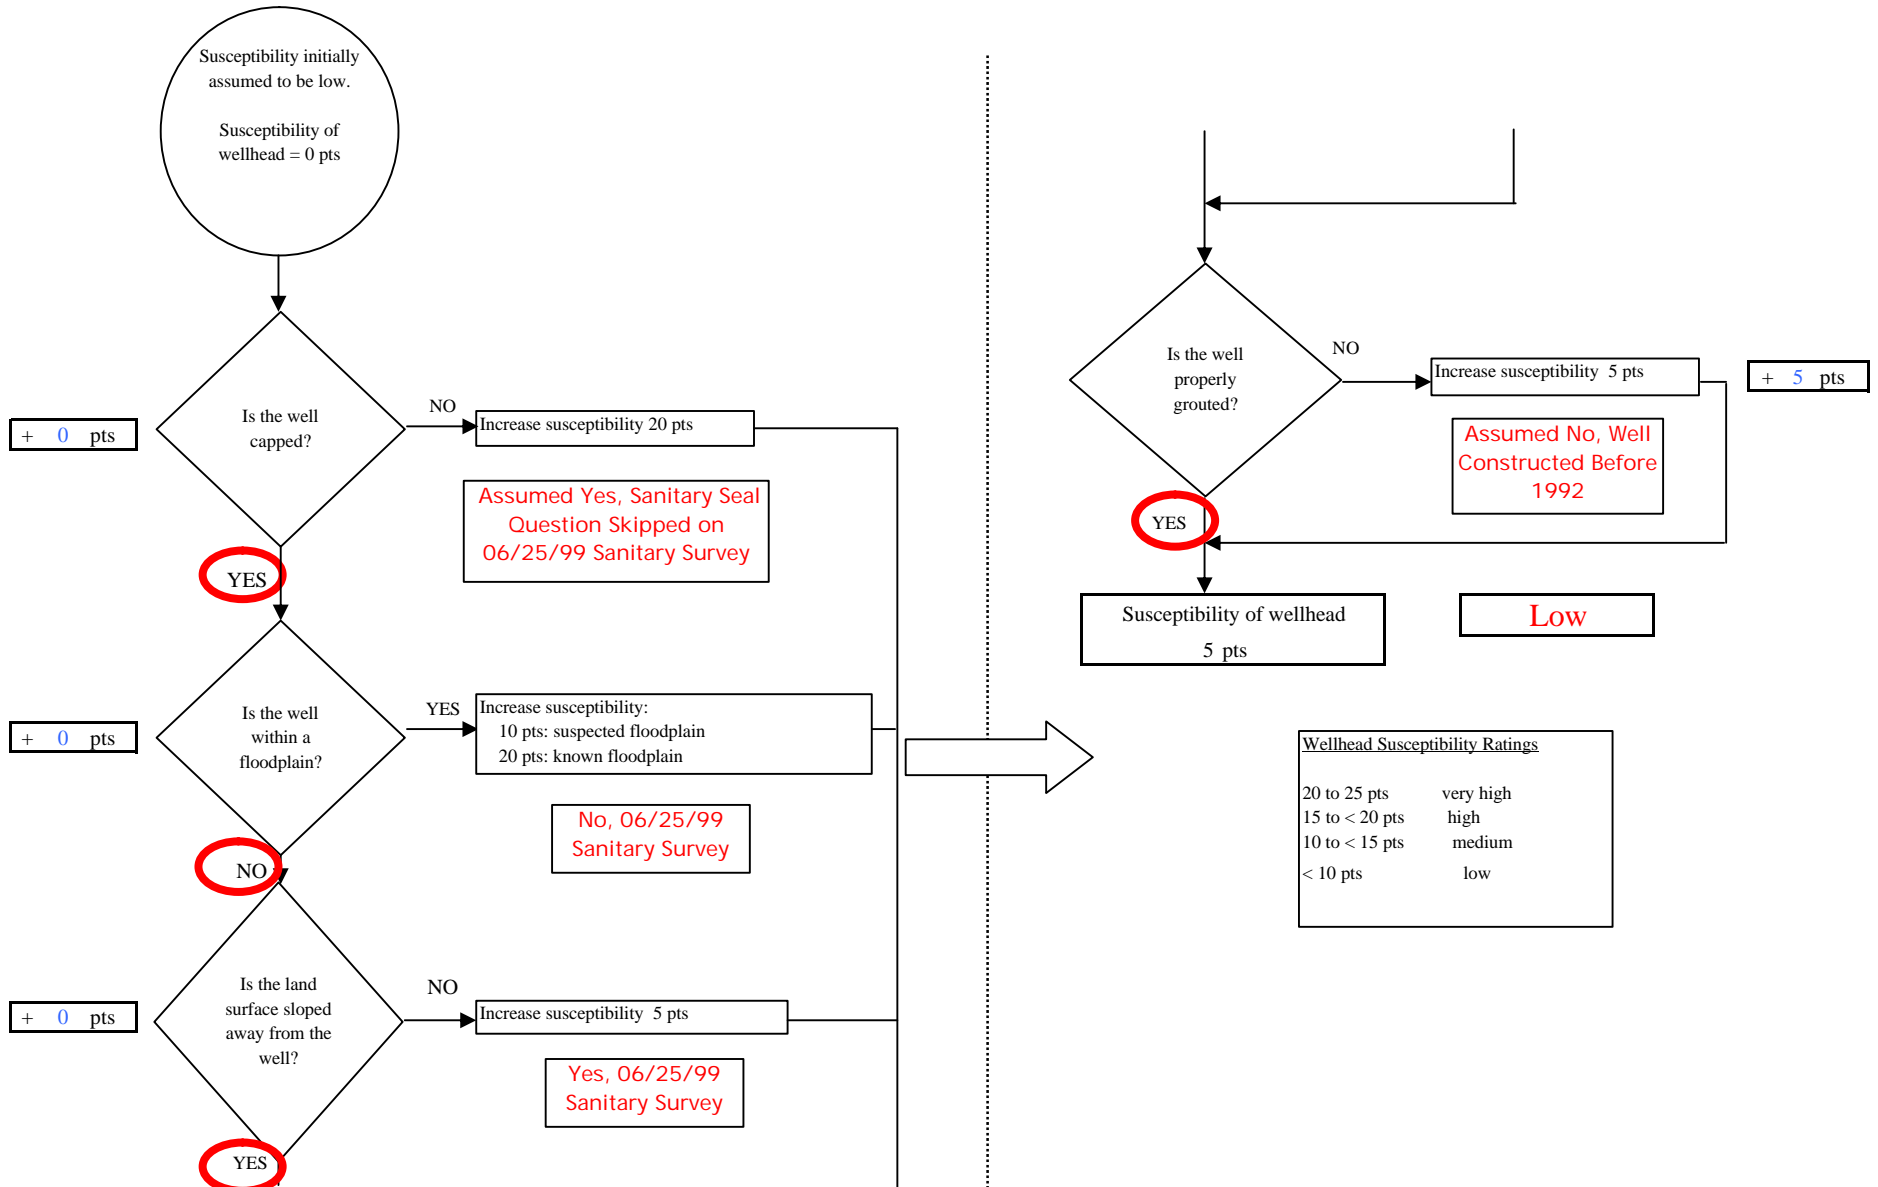 Susceptibility initially
assumed to be low.
Susceptibility of
wellhead = 0 pts
Is the well
capped?
+ 0 pts
NO
Increase susceptibility 20 pts
Assumed Yes, Sanitary Seal
Question Skipped on
06/25/99 Sanitary Survey
YES
Is the well
within a
floodplain?
+ 0 pts
YES
Increase susceptibility:
10 pts: suspected floodplain
20 pts: known floodplain
No, 06/25/99
Sanitary Survey
NO
Is the land
surface sloped
away from the
well?
+ 0 pts
NO
Increase susceptibility 5 pts
Yes, 06/25/99
Sanitary Survey
YES
Is the well
properly
grouted?
NO
Increase susceptibility 5 pts
+ 5 pts
Assumed No, Well
Constructed Before
1992
YES
Susceptibility of wellhead
5 pts
Low
Wellhead Susceptibility Ratings
20 to 25 pts very high
15 to < 20 pts high
10 to < 15 pts medium
< 10 pts low